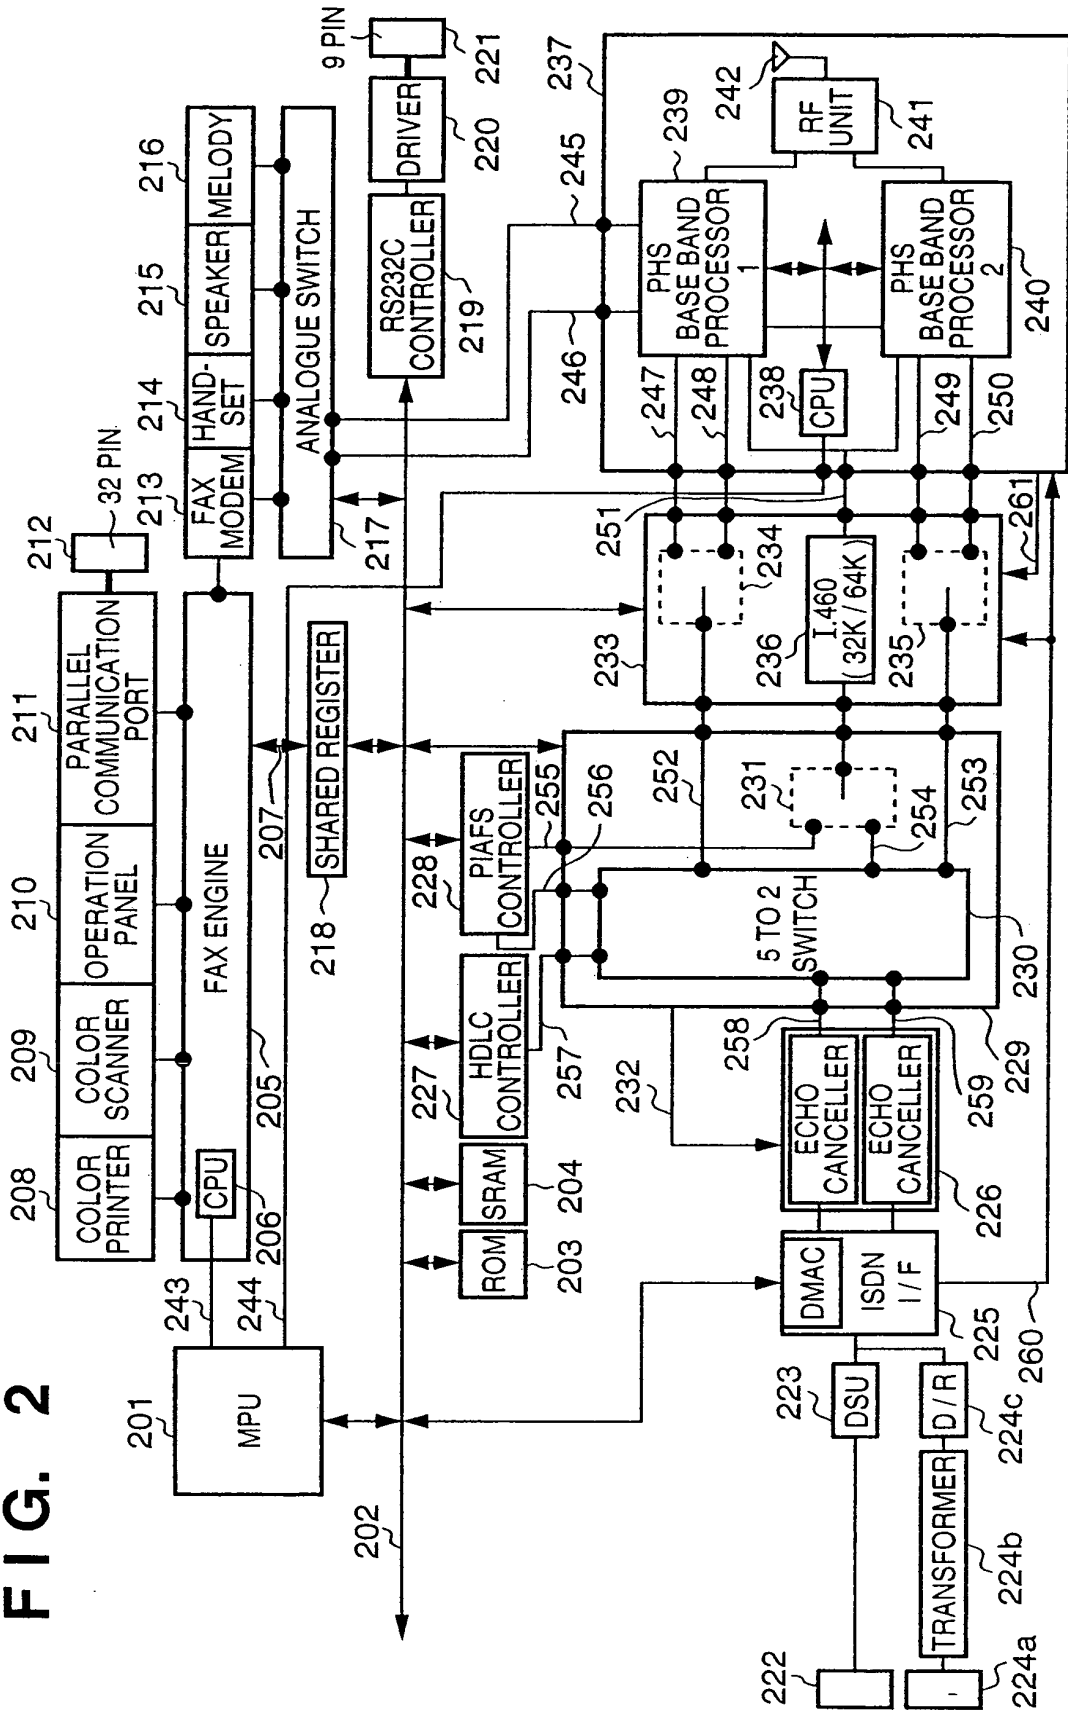 FIG. 2
201
MPU
202
243
244
208
COLOR
PRINTER
209
COLOR
SCANNER
210
OPERATION
PANEL
211
PARALLEL
COMMUNICATION
PORT
212
32 PIN
CPU
206
205
FAX ENGINE
207
213
FAX
MODEM
214
HAND-
SET
215
SPEAKER
216
MELODY
ANALOGUE SWITCH
217
218
SHARED REGISTER
RS232C
CONTROLLER
219
DRIVER
220
9 PIN
221
ROM
203
SRAM
204
227
HDLC
CONTROLLER
257
228
PIAFS
CONTROLLER
255
256
222
223
DSU
224a
TRANSFORMER
224b
D / R
224c
DMAC
ISDN
I / F
225
260
232
ECHO
CANCELLER
ECHO
CANCELLER
226
258
259
229
5 TO 2
SWITCH
230
252
231
254
253
233
234
236
I.460
( 32K / 64K )
235
251
261
237
245
246
247
248
238
CPU
249
250
239
PHS
BASE BAND
PROCESSOR
1
PHS
BASE BAND
PROCESSOR
2
240
RF
UNIT
241
242